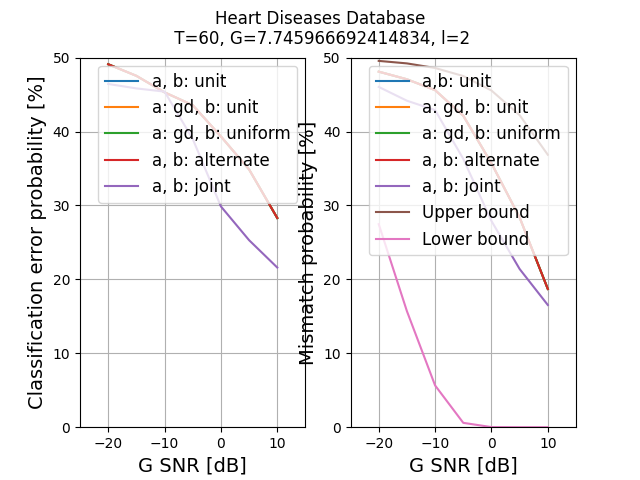 Heart Diseases Database
T=60, G=7.745966692414834, l=2
Classification error probability [%]
50
40
30
20
10
0
−20
−10
0
10
G SNR [dB]
a, b: unit
a: gd, b: unit
a: gd, b: uniform
a, b: alternate
a, b: joint
Mismatch probability [%]
50
40
30
20
10
0
−20
−10
0
10
G SNR [dB]
a,b: unit
a: gd, b: unit
a: gd, b: uniform
a, b: alternate
a, b: joint
Upper bound
Lower bound